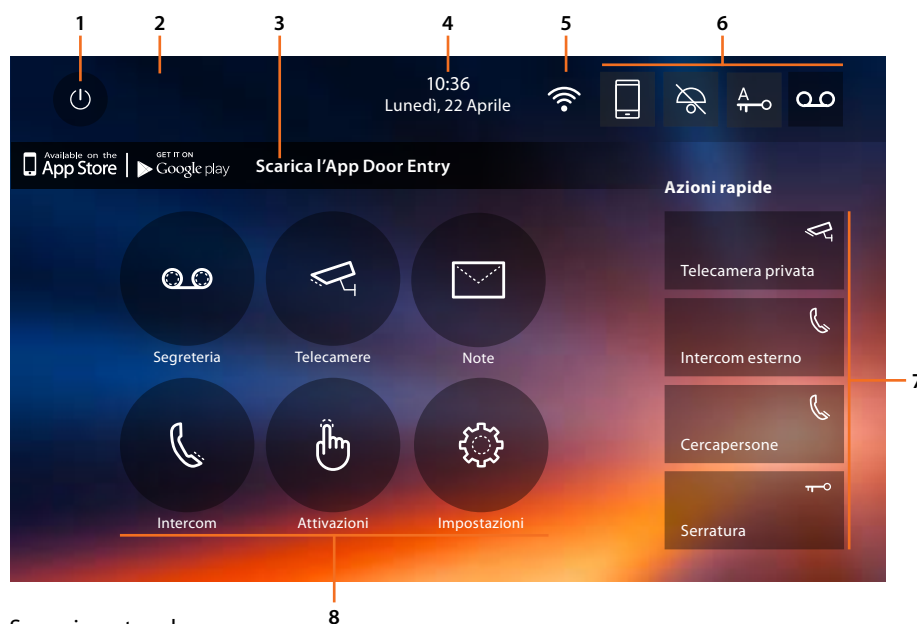 1 2 3 4 5 6
10:36
Lunedì, 22 Aprile
A
Available on the
App Store
GET IT ON
Google play
Scarica l'App Door Entry
Azioni rapide
Telecamera privata
Segreteria Telecamere Note
Intercom esterno
7
Cercapersone
Intercom Attivazioni Impostazioni
Serratura
8